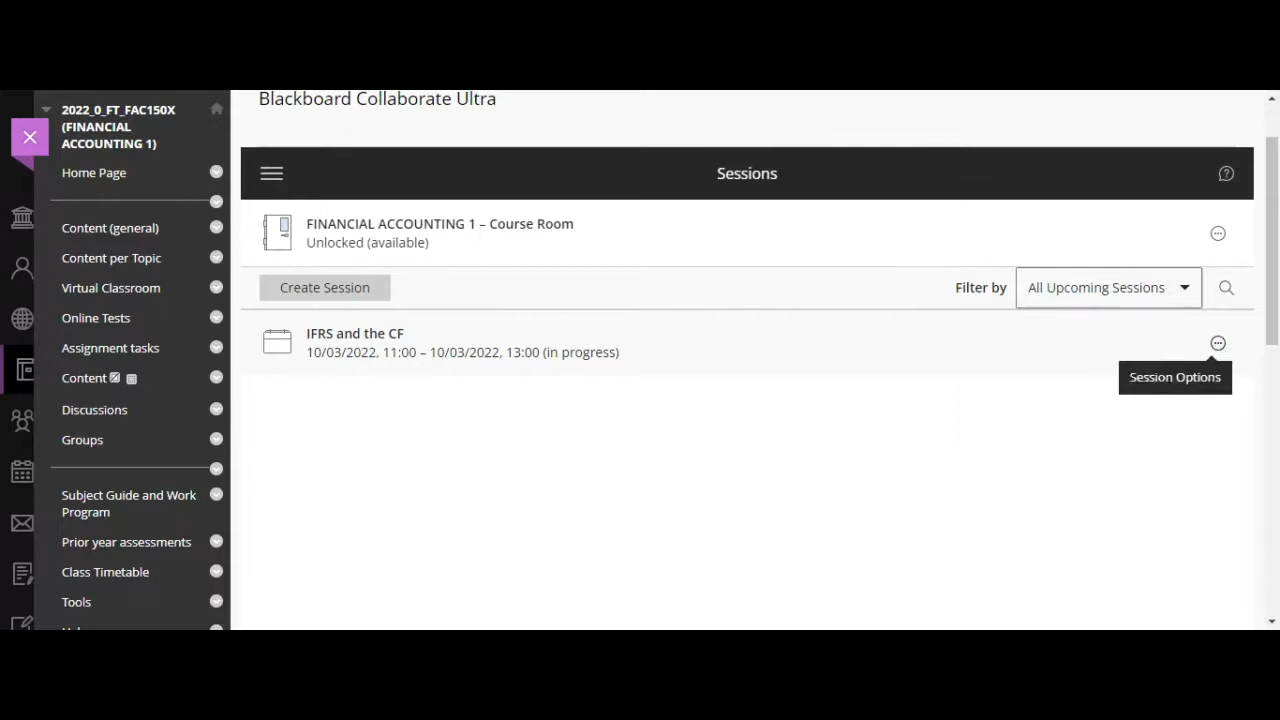 Blackboard Collaborate Ultra
2022_0_FT_FAC150X
(FINANCIAL
ACCOUNTING 1)
Home Page
Content (general)
Content per Topic
Virtual Classroom
Online Tests
Assignment tasks
Content
Discussions
Groups
Subject Guide and Work
Program
Prior year assessments
Class Timetable
Tools
Sessions
FINANCIAL ACCOUNTING 1 – Course Room
Unlocked (available)
Create Session
Filter by
All Upcoming Sessions
IFRS and the CF
10/03/2022, 11:00 – 10/03/2022, 13:00 (in progress)
Session Options